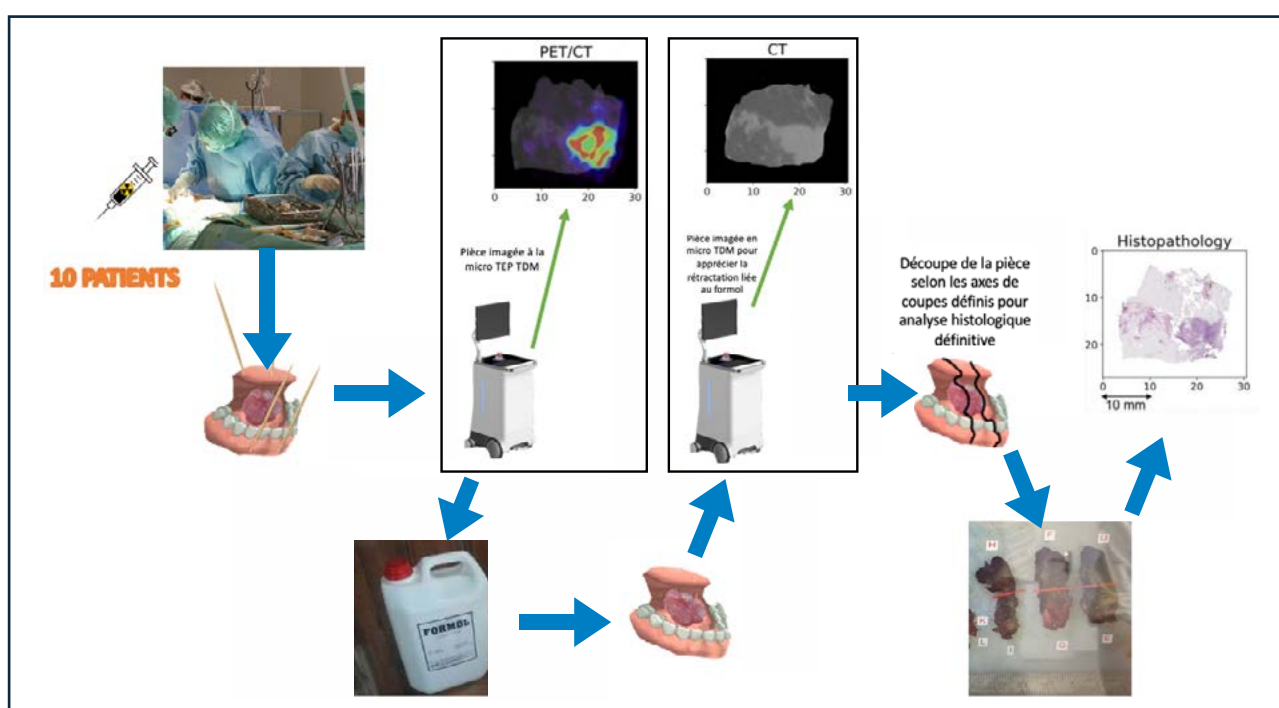 10 PATIENTS
PET/CT
0
10
20
30
Pièce imagée à la
micro TEP TDM
FORMOL
CT
0
10
20
30
Pièce imagée en
micro TDM pour
apprécier la
rétractation liée
au formol
Découpe de la pièce
selon les axes de
coupes définis pour
analyse histologique
définitive
H
F
K
L
I
G
E
Histopathology
0
10
20
0
10
20
30
10 mm